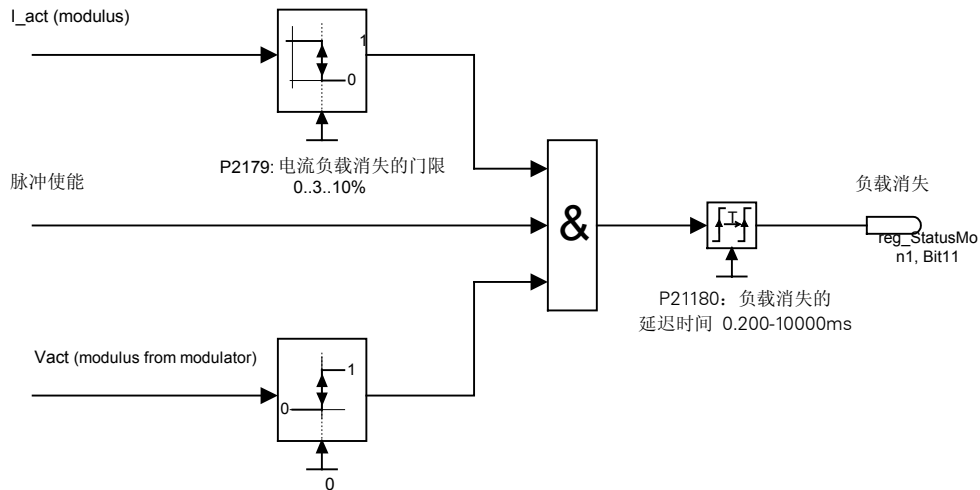 I_act (modulus)
1
0
P2179: 电流负载消失的门限
0..3..10%
脉冲使能
&
T
负载消失
reg_StatusMo
n1, Bit11
P21180：负载消失的
延迟时间 0.200-10000ms
Vact (modulus from modulator)
1
0
0